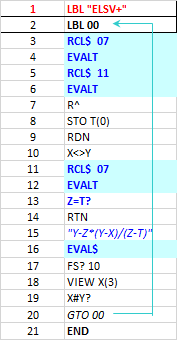 1 LBL "ELSV+"
2 LBL 00
3 RCL$ 07
4 EVALT
5 RCL$ 11
6 EVALT
7 R^
8 STO T(0)
9 RDN
10 X<>Y
11 RCL$ 07
12 EVALT
13 Z=T?
14 RTN
15 "Y-Z*(Y-X)/(Z-T)"
16 EVAL$
17 FS? 10
18 VIEW X(3)
19 X#Y?
20 GTO 00
21 END